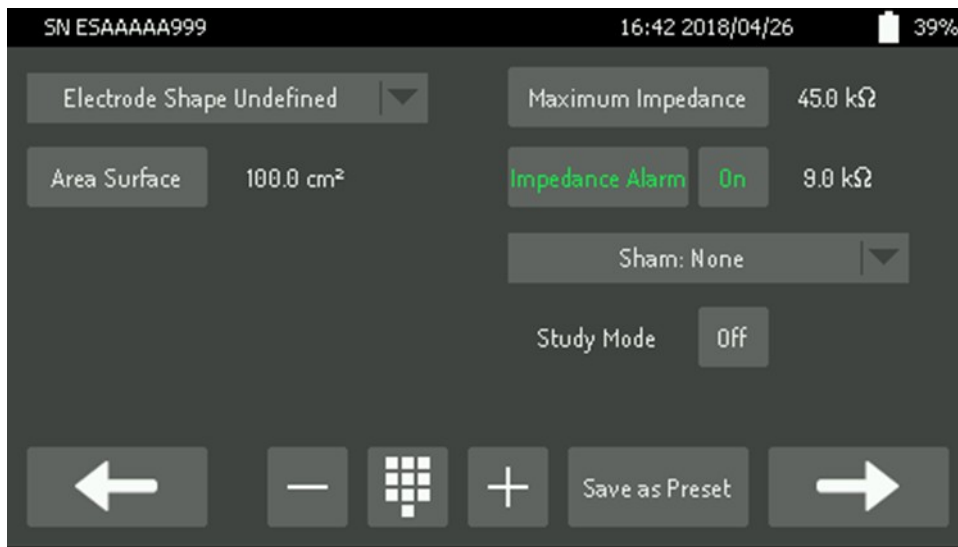 SN ESAAAAA999 16:42 2018/04/26 39%
Electrode Shape Undefined
Maximum Impedance 45.0 kΩ
Area Surface 100.0 cm²
Impedance Alarm On 9.0 kΩ
Sham: None
Study Mode Off
Save as Preset